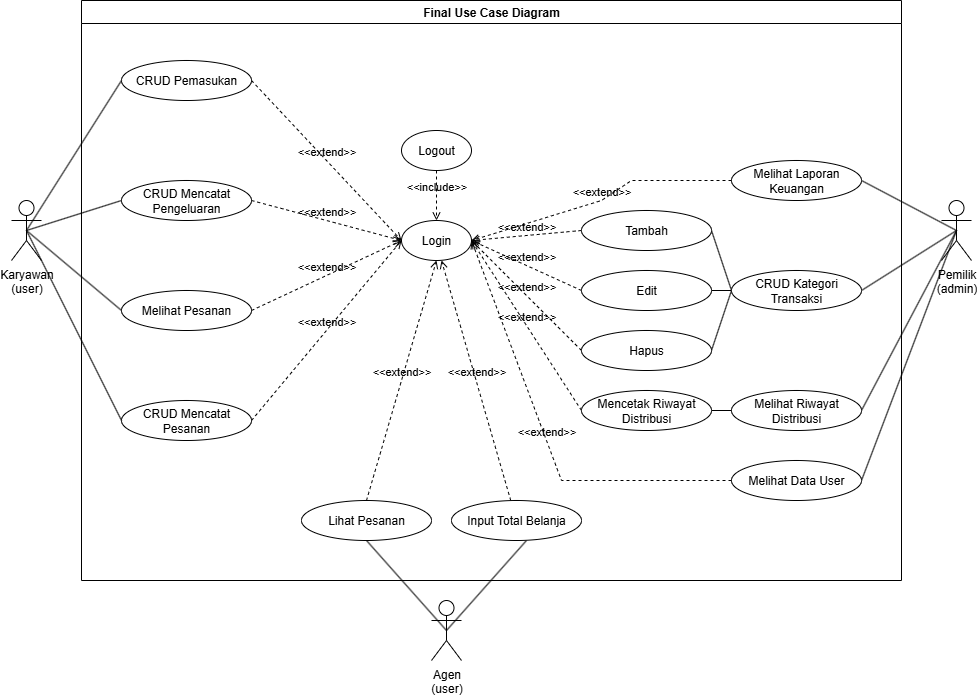 Final Use Case Diagram
CRUD Pemasukan
<<extend>>
Logout
<<include>>
Melihat Laporan
Keuangan
<<extend>>
CRUD Mencatat
Pengeluaran
<<extend>>
Karyawan
(user)
Login
<<extend>>
Tambah
Pemilik
(admin)
<<extend>>
<<extend>>
Edit
CRUD Kategori
Transaksi
<<extend>>
Melihat Pesanan
<<extend>>
<<extend>>
Hapus
<<extend>>
<<extend>>
CRUD Mencatat
Pesanan
Mencetak Riwayat
Distribusi
Melihat Riwayat
Distribusi
<<extend>>
Melihat Data User
Lihat Pesanan
Input Total Belanja
Agen
(user)